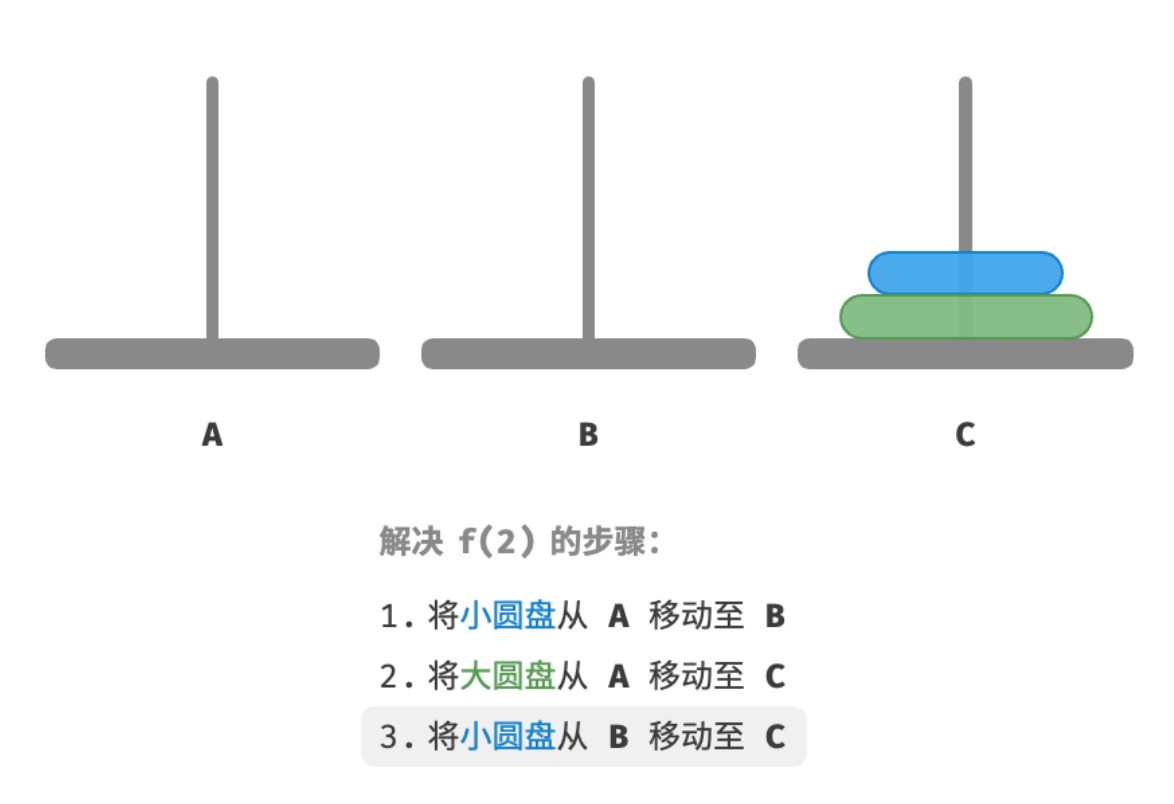 A B C
解决 f(2) 的步骤：
1. 将小圆盘从 A 移动至 B
2. 将大圆盘从 A 移动至 C
3. 将小圆盘从 B 移动至 C